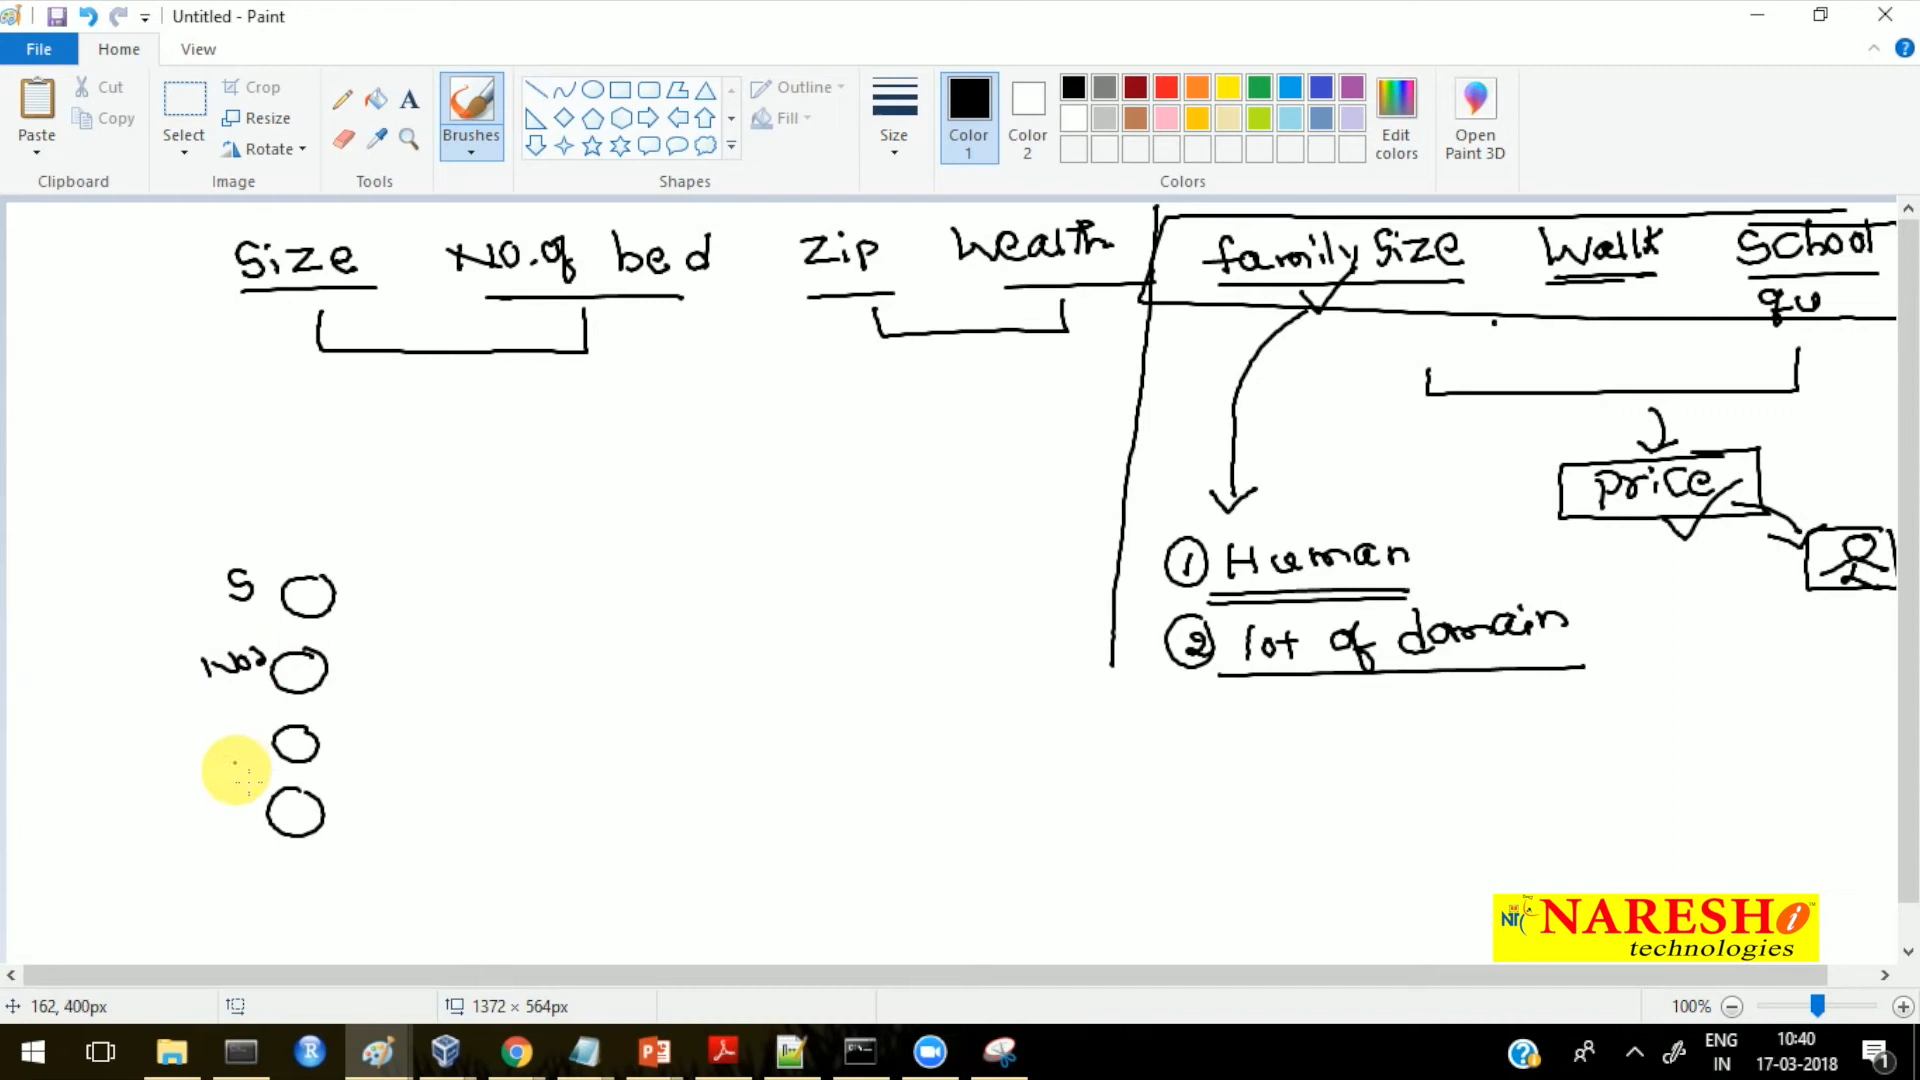 Untitled - Paint
File Home View
Paste
Cut
Copy
Clipboard
Select
Crop
Resize
Rotate
Image
A
Tools
Brushes
Shapes
Outline
Fill
Size
Color 1
Color 2
Edit colors
Colors
Open Paint 3D
Size No.of bed Zip Wealth family Size Walk School
qu
price
① Human
② lot of domain
S
NOS
NARESH i
technologies
162, 400px
1372 × 564px
100%
ENG
IN
10:40
17-03-2018
1